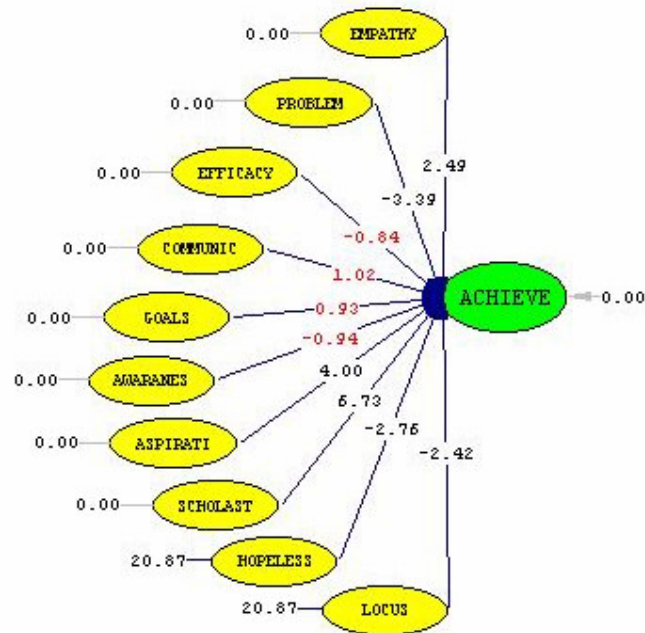 0.00 EMPATHY
0.00 PROBLEM
2.49
0.00 EFFICACY
-3.39
-0.84
0.00 COMMUNIC
1.02
ACHIEVE 0.00
0.00 GOALS
0.93
-0.94
0.00 AWARANES
4.00
0.00 ASPIRATI
6.73
-2.76
-2.42
0.00 SCHOLAST
20.87 HOPELESS
20.87 LOCUS